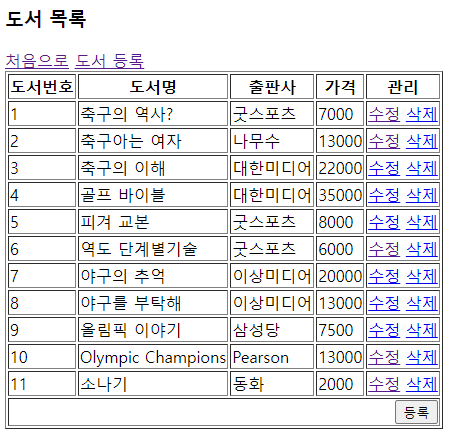 도서 목록
처음으로 도서 등록
도서번호 도서명 출판사 가격 관리
1 축구의 역사? 굿스포츠 7000 수정 삭제
2 축구아는 여자 나무수 13000 수정 삭제
3 축구의 이해 대한미디어 22000 수정 삭제
4 골프 바이블 대한미디어 35000 수정 삭제
5 피겨 교본 굿스포츠 8000 수정 삭제
6 역도 단계별기술 굿스포츠 6000 수정 삭제
7 야구의 추억 이상미디어 20000 수정 삭제
8 야구를 부탁해 이상미디어 13000 수정 삭제
9 올림픽 이야기 삼성당 7500 수정 삭제
10 Olympic Champions Pearson 13000 수정 삭제
11 소나기 동화 2000 수정 삭제
등록